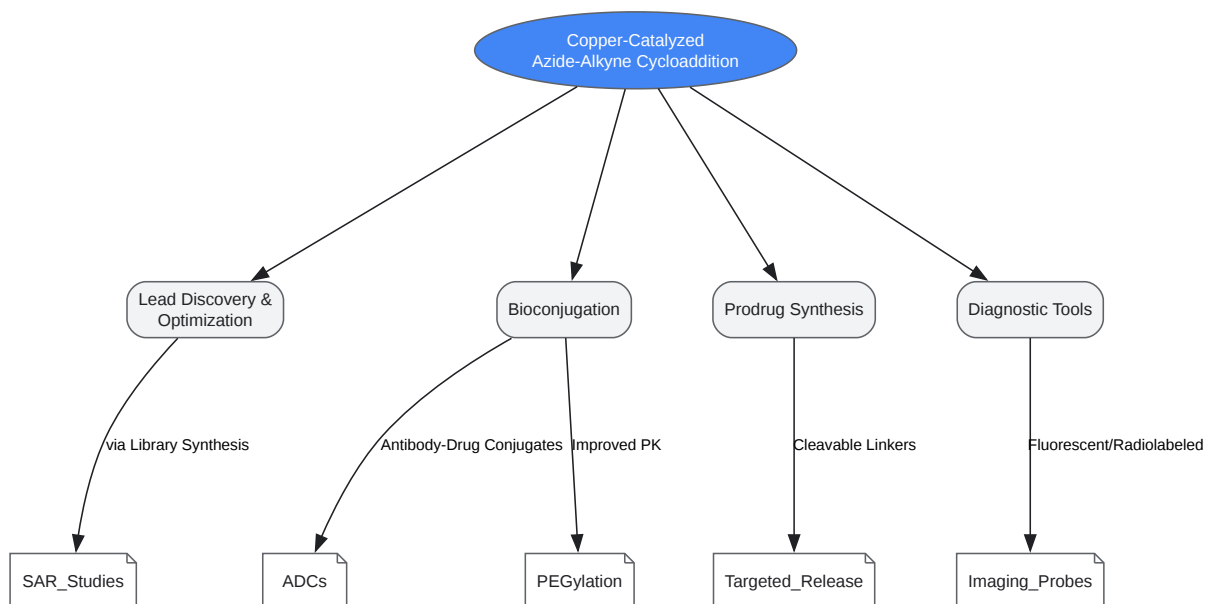 Copper-Catalyzed
Azide-Alkyne Cycloaddition
Lead Discovery &
Optimization
Bioconjugation
Prodrug Synthesis
Diagnostic Tools
via Library Synthesis
Antibody-Drug Conjugates
Improved PK
Cleavable Linkers
Fluorescent/Radiolabeled
SAR_Studies
ADCs
PEGylation
Targeted_Release
Imaging_Probes